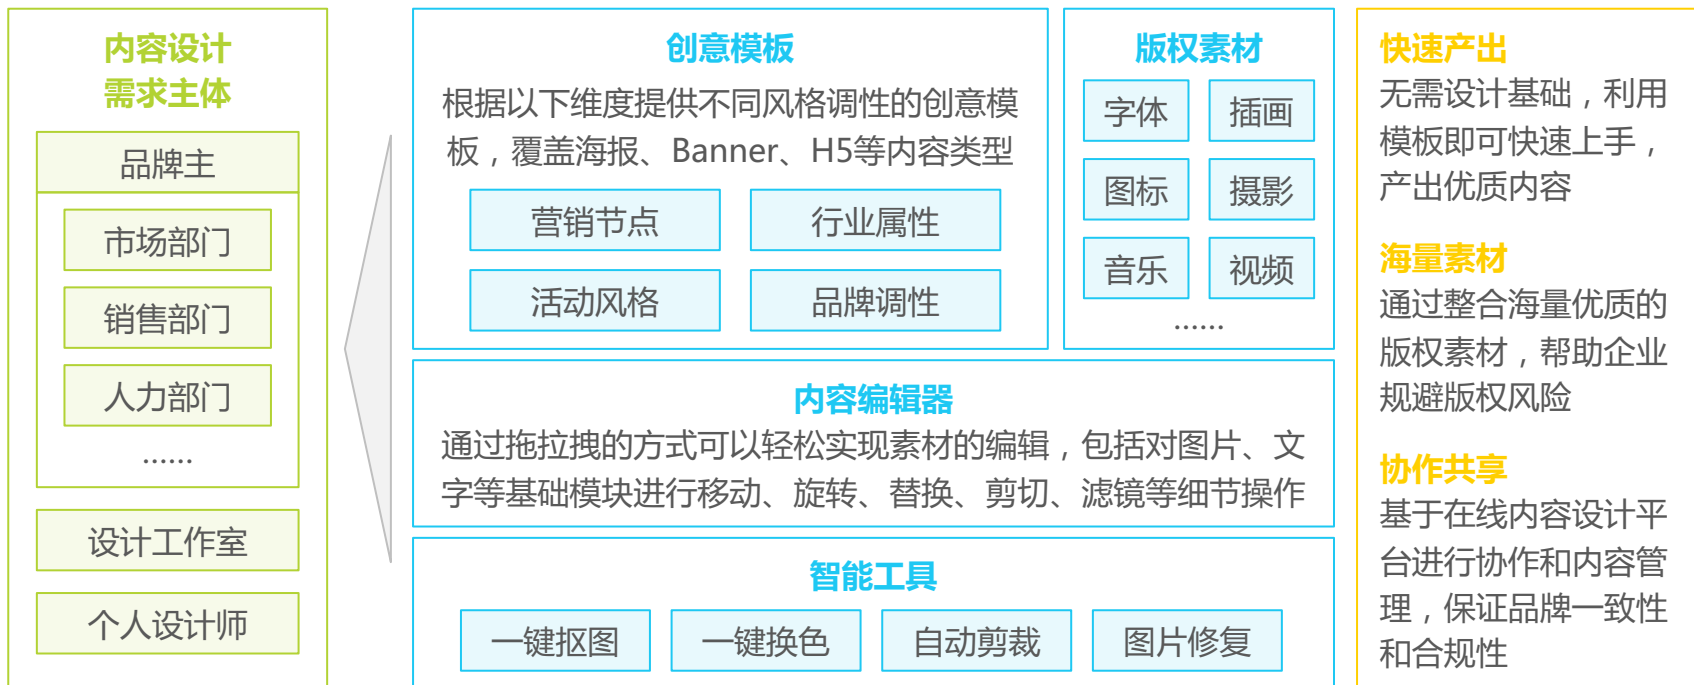 内容设计
需求主体
品牌主
市场部门
销售部门
人力部门
......
设计工作室
个人设计师
创意模板
根据以下维度提供不同风格调性的创意模
板，覆盖海报、Banner、H5等内容类型
营销节点
行业属性
活动风格
品牌调性
版权素材
字体
插画
图标
摄影
音乐
视频
......
内容编辑器
通过拖拉拽的方式可以轻松实现素材的编辑，包括对图片、文
字等基础模块进行移动、旋转、替换、剪切、滤镜等细节操作
智能工具
一键抠图
一键换色
自动剪裁
图片修复
快速产出
无需设计基础，利用
模板即可快速上手，
产出优质内容
海量素材
通过整合海量优质的
版权素材，帮助企业
规避版权风险
协作共享
基于在线内容设计平
台进行协作和内容管
理，保证品牌一致性
和合规性